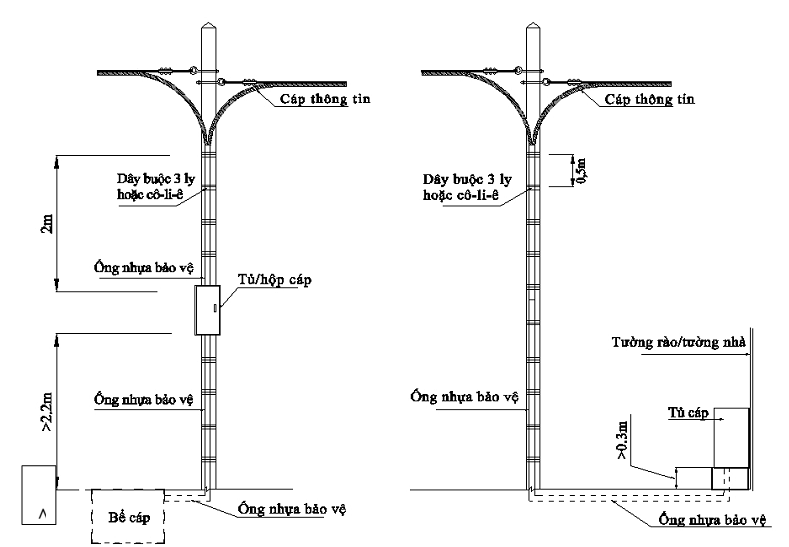 Cáp thông tin
Dây buộc 3 ly
hoặc cô-li-ê
2m
Ống nhựa bảo vệ
Tủ/hộp cáp
Ống nhựa bảo vệ
>2.2m
Bể cáp
Ống nhựa bảo vệ
Cáp thông tin
0,5m
Dây buộc 3 ly
hoặc cô-li-ê
Tường rào/tường nhà
Ống nhựa bảo vệ
Tủ cáp
>0.3m
Ống nhựa bảo vệ